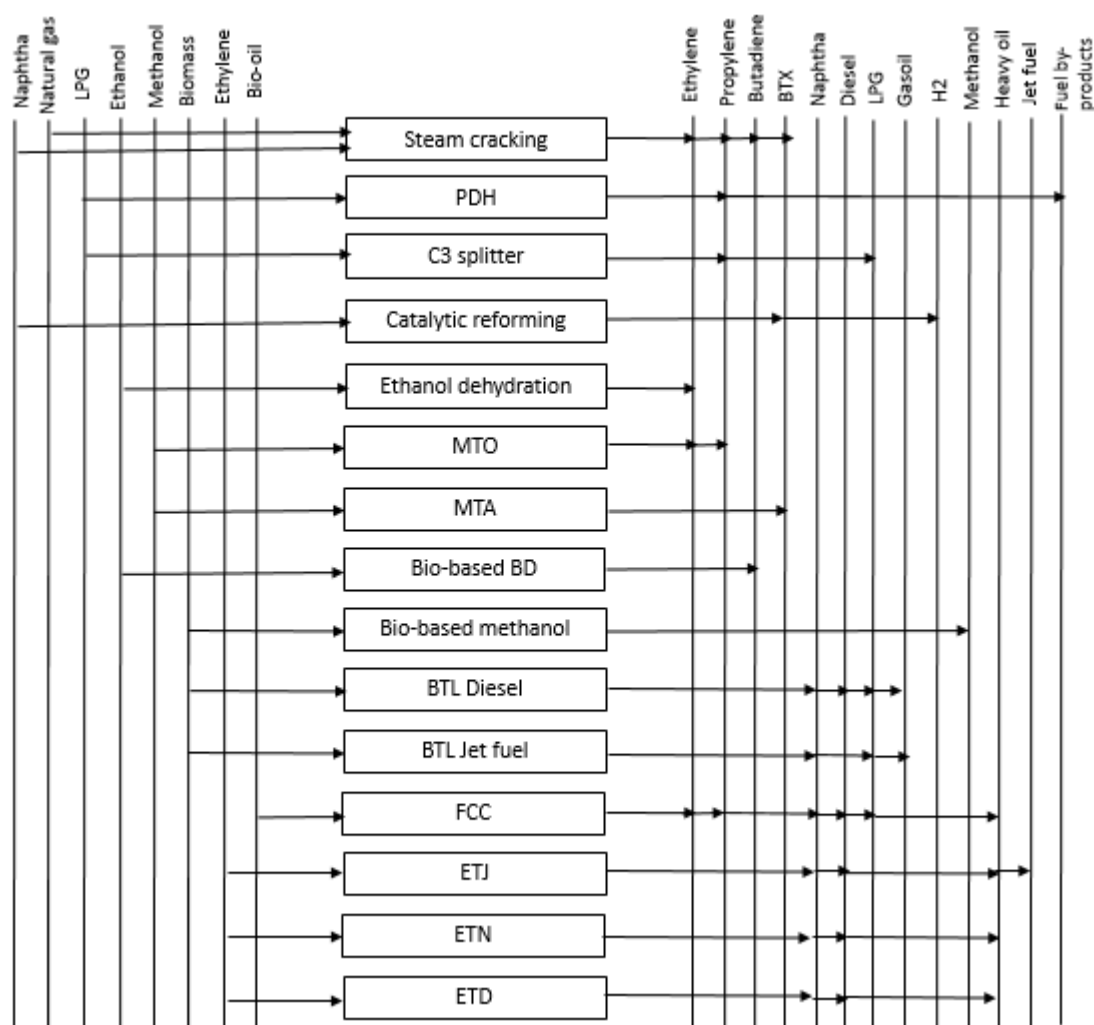 Naphtha
Natural gas
LPG
Ethanol
Methanol
Biomass
Ethylene
Bio-oil
Ethylene
Propylene
Butadiene
BTX
Naphtha
Diesel
LPG
Gasoil
H2
Methanol
Heavy oil
Jet fuel
Fuel by-
products
Steam cracking
PDH
C3 splitter
Catalytic reforming
Ethanol dehydration
MTO
MTA
Bio-based BD
Bio-based methanol
BTL Diesel
BTL Jet fuel
FCC
ETJ
ETN
ETD